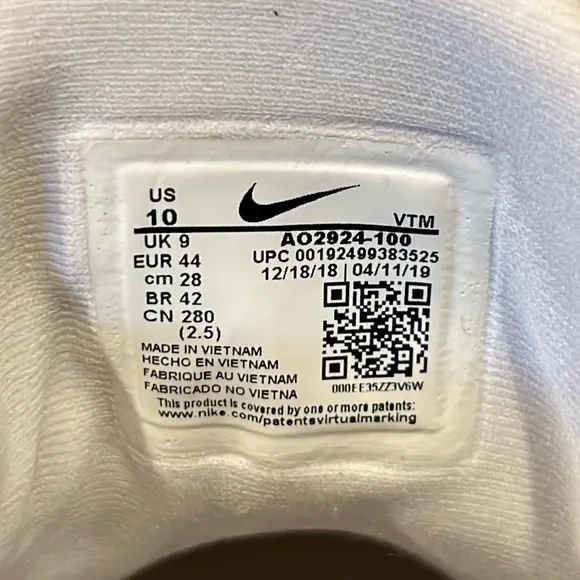 US
10 VTM
UK 9 AO2924-100
EUR 44 UPC 00192499383525
cm 28 12/18/18 | 04/11/19
BR 42
CN 280
(2.5)
MADE IN VIETNAM
HECHO EN VIETNAM
FABRIQUE AU VIETNAM
FABRICADO NO VIETNA
000EE35ZZ3V6W
This product is covered by one or more patents:
www.nike.com/patentsvirtualmarking